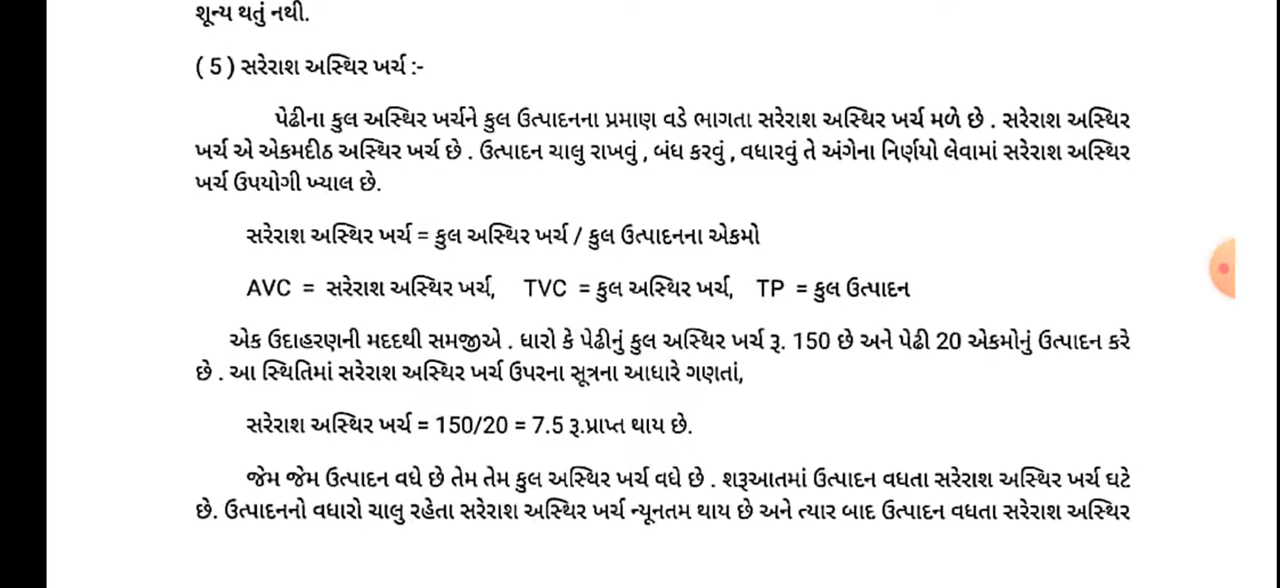 શૂન્ય થતું નથી.
( 5 ) સરેરાશ અસ્થિર ખર્ચ :-
પેઢીના કુલ અસ્થિર ખર્ચને કુલ ઉત્પાદનના પ્રમાણ વડે ભાગતા સરેરાશ અસ્થિર ખર્ચ મળે છે . સરેરાશ અસ્થિર
ખર્ચ એ એકમદીઠ અસ્થિર ખર્ચ છે . ઉત્પાદન ચાલુ રાખવું , બંધ કરવું , વધારવું તે અંગેના નિર્ણયો લેવામાં સરેરાશ અસ્થિર
ખર્ચ ઉપયોગી ખ્યાલ છે.
સરેરાશ અસ્થિર ખર્ચ = કુલ અસ્થિર ખર્ચ / કુલ ઉત્પાદનના એકમો
AVC = સરેરાશ અસ્થિર ખર્ચ, TVC = કુલ અસ્થિર ખર્ચ, TP = કુલ ઉત્પાદન
એક ઉદાહરણની મદદથી સમજીએ . ધારો કે પેઢીનું કુલ અસ્થિર ખર્ચ રૂ. 150 છે અને પેઢી 20 એકમોનું ઉત્પાદન કરે
છે . આ સ્થિતિમાં સરેરાશ અસ્થિર ખર્ચ ઉપરના સૂત્રના આધારે ગણતાં,
સરેરાશ અસ્થિર ખર્ચ = 150/20 = 7.5 રૂ.પ્રાપ્ત થાય છે.
જેમ જેમ ઉત્પાદન વધે છે તેમ તેમ કુલ અસ્થિર ખર્ચ વધે છે . શરૂઆતમાં ઉત્પાદન વધતા સરેરાશ અસ્થિર ખર્ચ ઘટે
છે. ઉત્પાદનનો વધારો ચાલુ રહેતા સરેરાશ અસ્થિર ખર્ચ ન્યૂનતમ થાય છે અને ત્યાર બાદ ઉત્પાદન વધતા સરેરાશ અસ્થિર